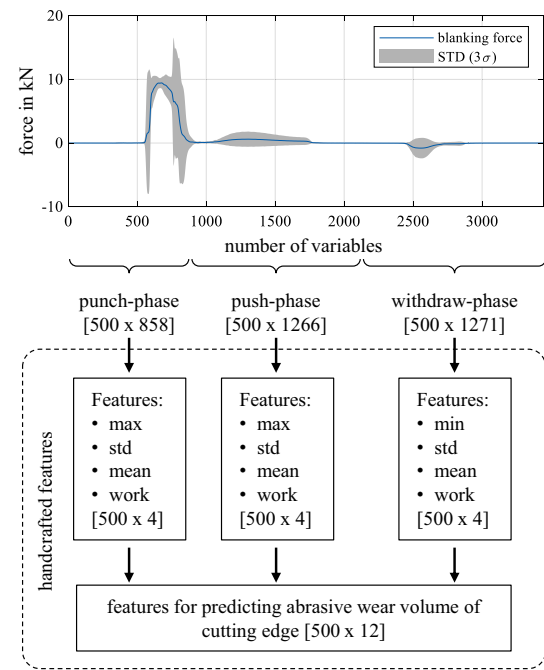 20
10
0
-10
force in kN
blanking force
STD (3σ)
0
500
1000
1500
2000
2500
3000
number of variables
punch-phase
[500 x 858]
push-phase
[500 x 1266]
withdraw-phase
[500 x 1271]
handcrafted features
Features:
• max
• std
• mean
• work
[500 x 4]
Features:
• max
• std
• mean
• work
[500 x 4]
Features:
• min
• std
• mean
• work
[500 x 4]
features for predicting abrasive wear volume of
cutting edge [500 x 12]